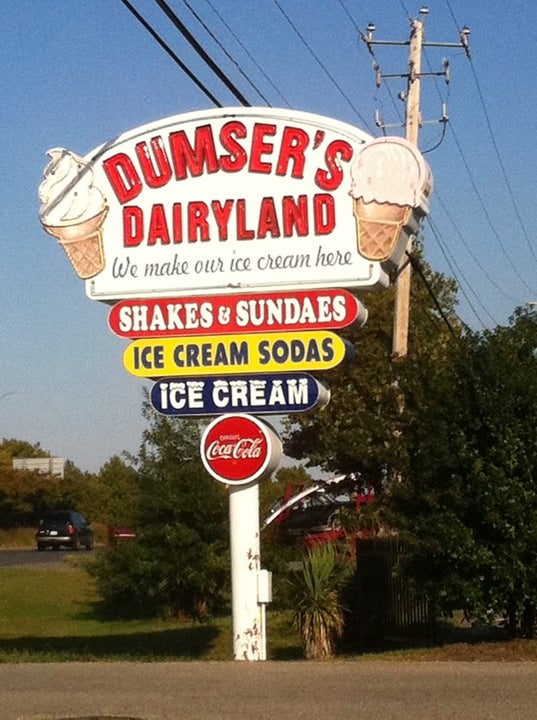 DUMSER'S
DAIRYLAND
We make our ice cream here
SHAKES & SUNDAES
ICE CREAM SODAS
ICE CREAM
Coca-Cola